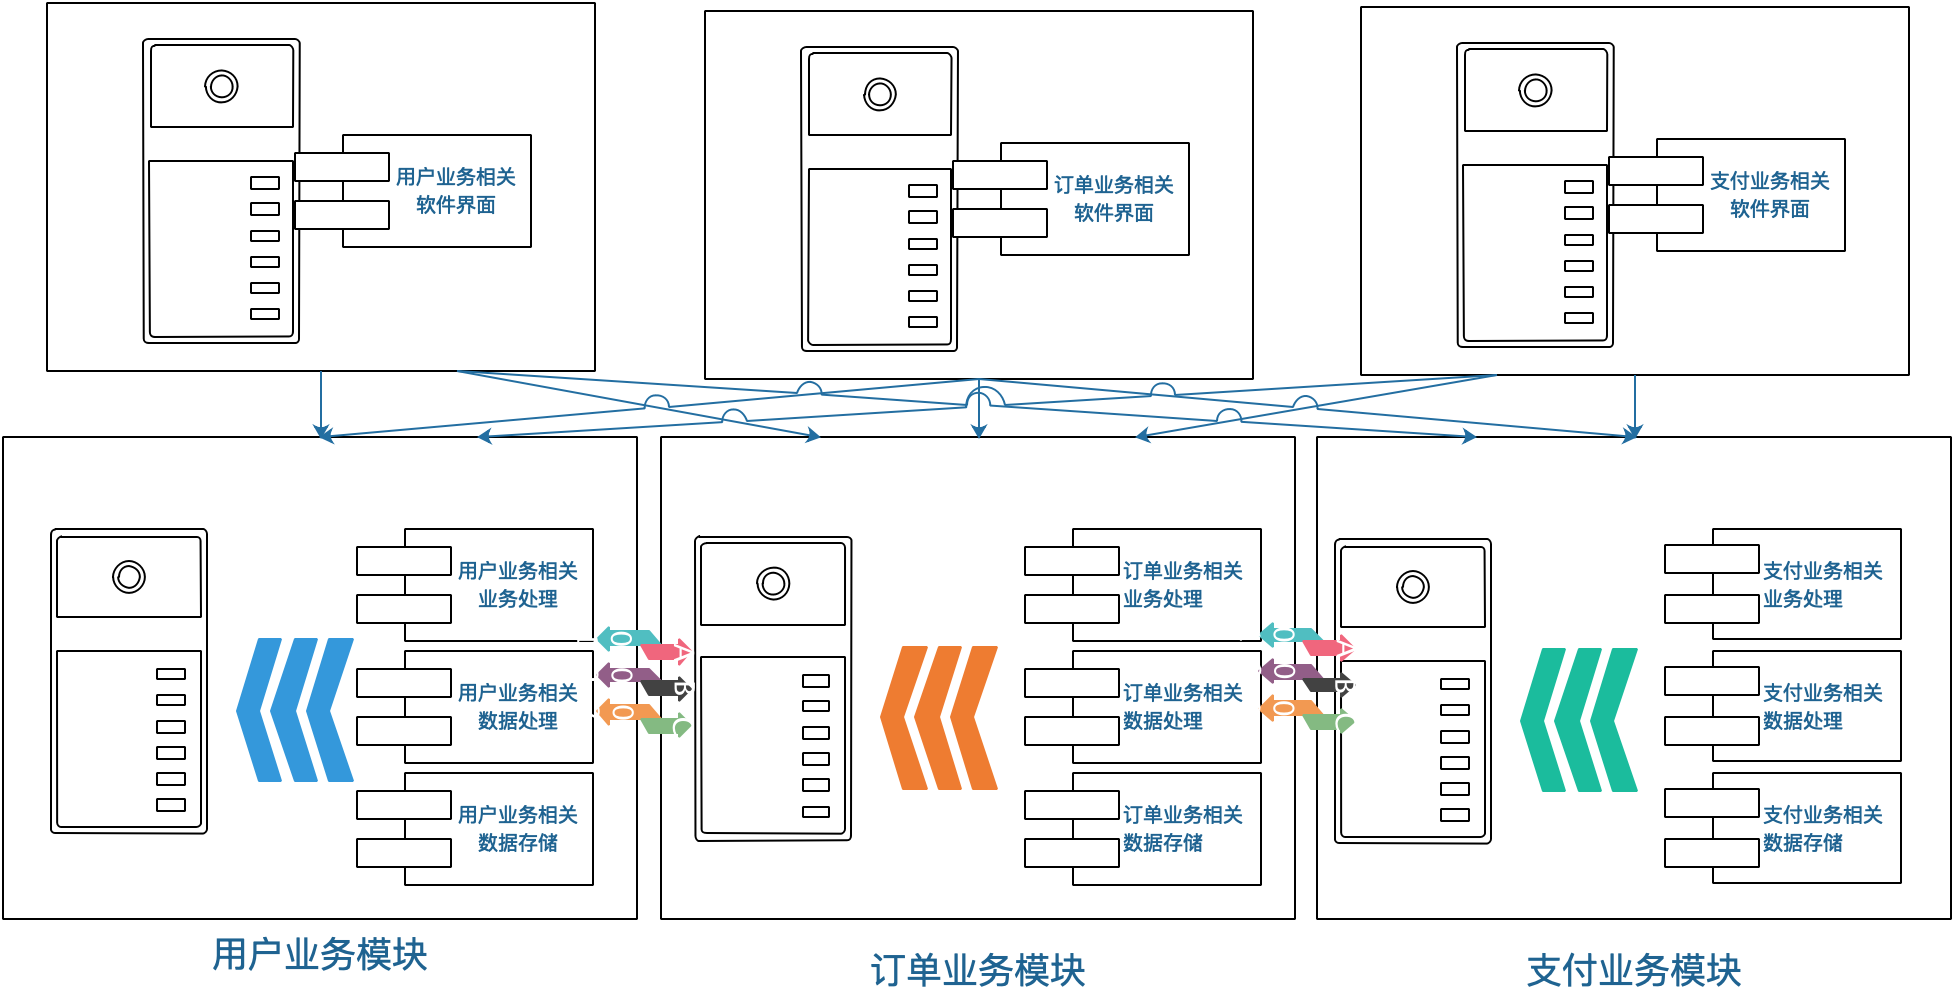 用户业务相关
软件界面
订单业务相关
软件界面
支付业务相关
软件界面
用户业务相关
业务处理
用户业务相关
数据处理
用户业务相关
数据存储
订单业务相关
业务处理
订单业务相关
数据处理
订单业务相关
数据存储
支付业务相关
业务处理
支付业务相关
数据处理
支付业务相关
数据存储
用户业务模块
订单业务模块
支付业务模块